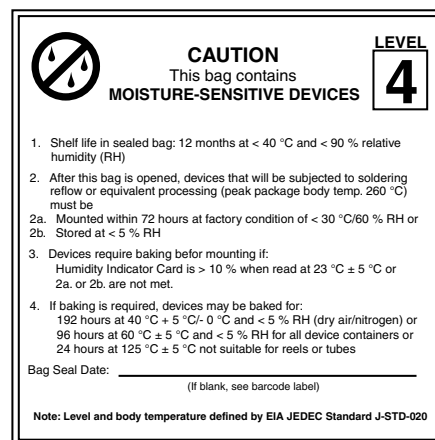 LEVEL
4
CAUTION
This bag contains
MOISTURE-SENSITIVE DEVICES
1. Shelf life in sealed bag: 12 months at < 40 °C and < 90 % relative
humidity (RH)
2. After this bag is opened, devices that will be subjected to soldering
reflow or equivalent processing (peak package body temp. 260 °C)
must be
2a. Mounted within 72 hours at factory condition of < 30 °C/60 % RH or
2b. Stored at < 5 % RH
3. Devices require baking befor mounting if:
Humidity Indicator Card is > 10 % when read at 23 °C ± 5 °C or
2a. or 2b. are not met.
4. If baking is required, devices may be baked for:
192 hours at 40 °C + 5 °C/- 0 °C and < 5 % RH (dry air/nitrogen) or
96 hours at 60 °C ± 5 °C and < 5 % RH for all device containers or
24 hours at 125 °C ± 5 °C not suitable for reels or tubes
Bag Seal Date:
(If blank, see barcode label)
Note: Level and body temperature defined by EIA JEDEC Standard J-STD-020